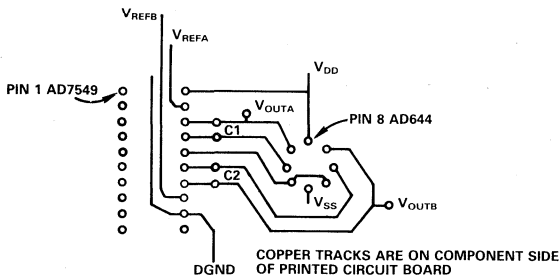 VREFB
VREFA
VDD
PIN 1 AD7549
VOUTA
PIN 8 AD644
C1
C2
VSS
VOUTB
DGND
COPPER TRACKS ARE ON COMPONENT SIDE
OF PRINTED CIRCUIT BOARD